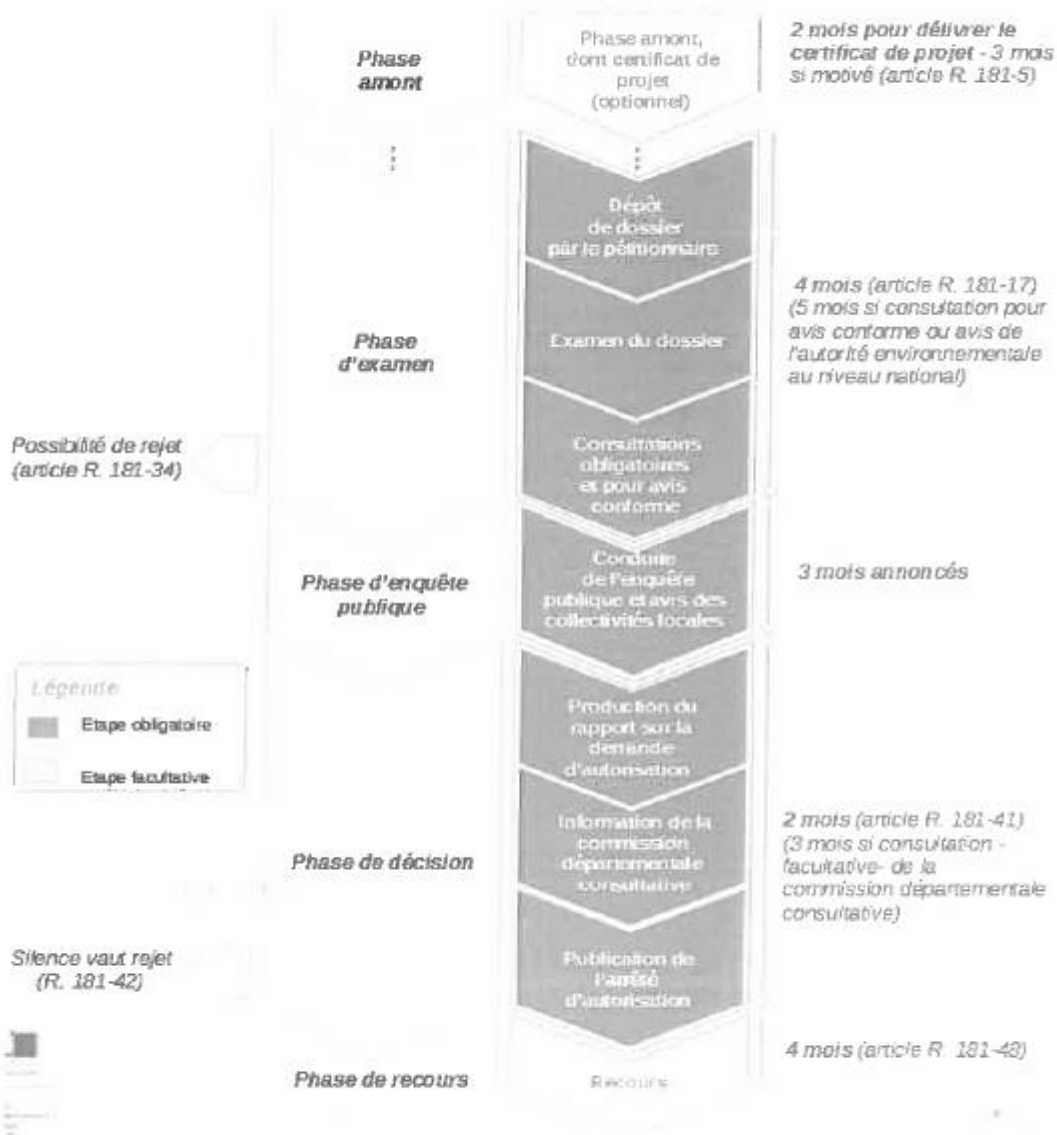 Phase
amont
Phase amont,
dont certificat de
projet
(optionnel)
2 mois pour délivrer le
certificat de projet - 3 mois
si motivé (article R. 181-5)
Dépôt
de dossier
par le pétitionnaire
Phase
d'examen
Examen du dossier
4 mois (article R. 181-17)
(5 mois si consultation pour
avis conforme ou avis de
l'autorité environnementale
au niveau national)
Possibilité de rejet
(article R. 181-34)
Consultations
obligatoires
et pour avis
conforme
Phase d'enquête
publique
Conduite
de l'enquête
publique et avis des
collectivités locales
3 mois annoncés
Légende
Etape obligatoire
Etape facultative
Production du
rapport sur la
demande
d'autorisation
Phase de décision
Information de la
commission
départementale
consultative
2 mois (article R. 181-41)
(3 mois si consultation -
facultative- de la
commission départementale
consultative)
Silence vaut rejet
(R. 181-42)
Publication de
l'arrêté
d'autorisation
Phase de recours
Recours
4 mois (article R. 181-48)